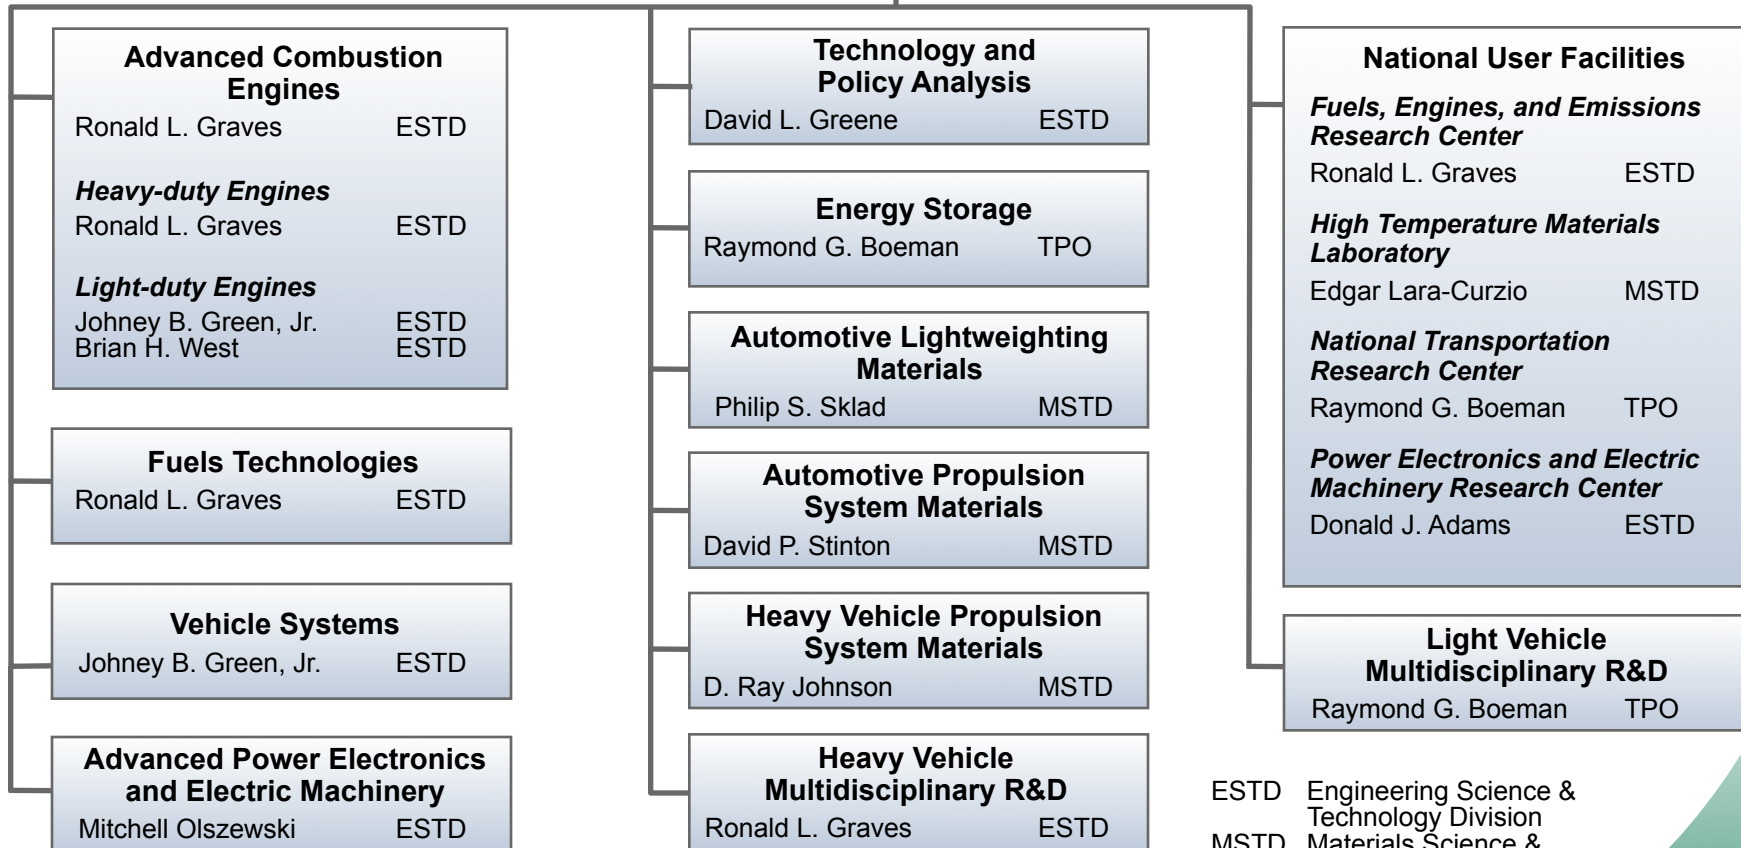 Advanced Combustion
Engines
Ronald L. Graves ESTD
Heavy-duty Engines
Ronald L. Graves ESTD
Light-duty Engines
Johney B. Green, Jr. ESTD
Brian H. West ESTD
Fuels Technologies
Ronald L. Graves ESTD
Vehicle Systems
Johney B. Green, Jr. ESTD
Advanced Power Electronics
and Electric Machinery
Mitchell Olszewski ESTD
Technology and
Policy Analysis
David L. Greene ESTD
Energy Storage
Raymond G. Boeman TPO
Automotive Lightweighting
Materials
Philip S. Sklad MSTD
Automotive Propulsion
System Materials
David P. Stinton MSTD
Heavy Vehicle Propulsion
System Materials
D. Ray Johnson MSTD
Heavy Vehicle
Multidisciplinary R&D
Ronald L. Graves ESTD
National User Facilities
Fuels, Engines, and Emissions
Research Center
Ronald L. Graves ESTD
High Temperature Materials
Laboratory
Edgar Lara-Curzio MSTD
National Transportation
Research Center
Raymond G. Boeman TPO
Power Electronics and Electric
Machinery Research Center
Donald J. Adams ESTD
Light Vehicle
Multidisciplinary R&D
Raymond G. Boeman TPO
ESTD Engineering Science &
Technology Division
MSTD Materials Science &